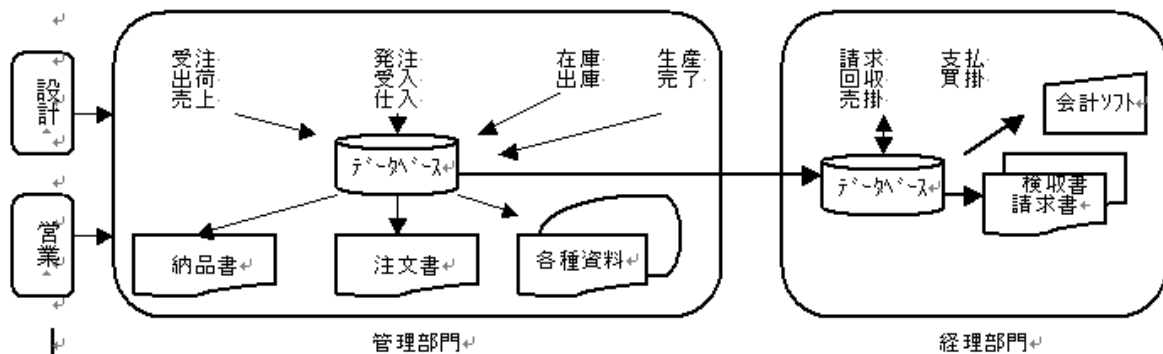 設計
営業
受注
出荷
売上
発注
受入
仕入
在庫
出庫
生産
完了
データベース
納品書
注文書
各種資料
管理部門
請求
回収
売掛
支払
買掛
会計ソフト
データベース
検収書
請求書
経理部門